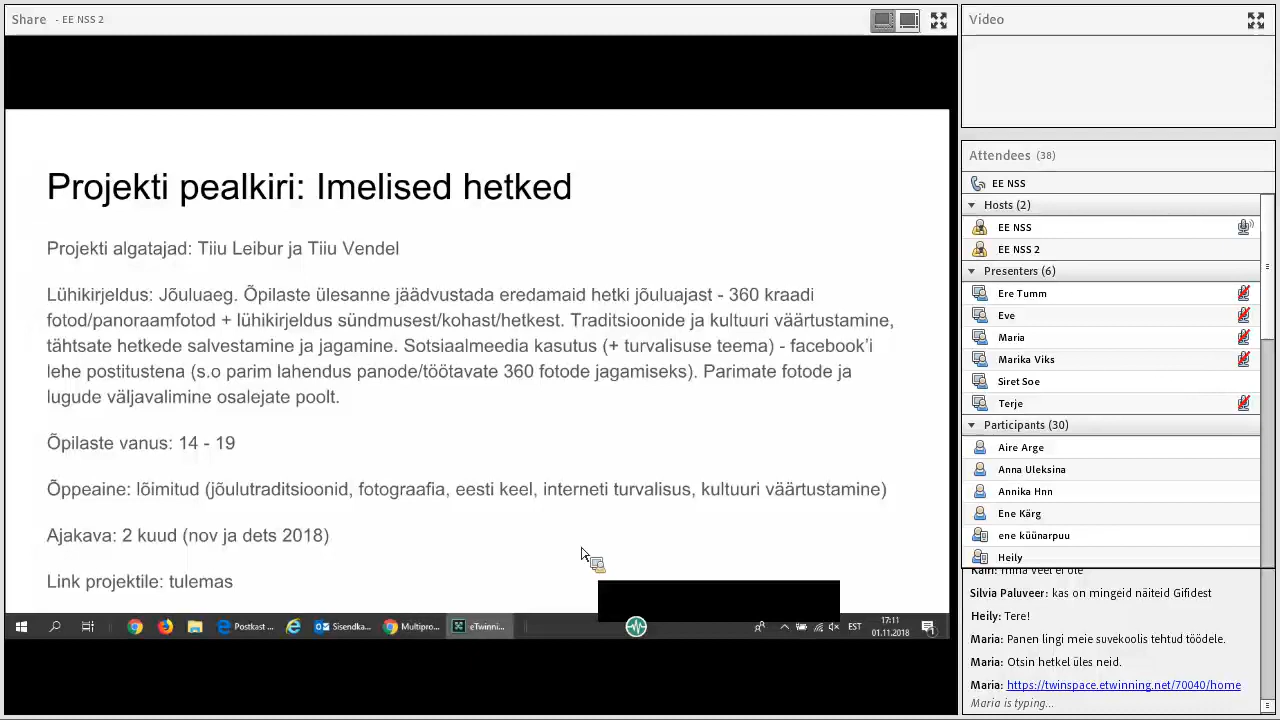 Share - EE NSS 2
Projekti pealkiri: Imelised hetked
Projekti algatajad: Tiiu Leibur ja Tiiu Vendel
Lühikirjeldus: Jõuluaeg. Õpilaste ülesanne jäädvustada eredamaid hetki jõuluajast - 360 kraadi
fotod/panoraamfotod + lühikirjeldus sündmusest/kohast/hetkest. Traditsioonide ja kultuuri väärtustamine,
tähtsate hetkede salvestamine ja jagamine. Sotsiaalmeedia kasutus (+ turvalisuse teema) - facebook'i
lehe postitustena (s.o parim lahendus panode/töötavate 360 fotode jagamiseks). Parimate fotode ja
lugude väljavalimine osalejate poolt.
Õpilaste vanus: 14 - 19
Õppeaine: lõimitud (jõulutraditsioonid, fotograafia, eesti keel, interneti turvalisus, kultuuri väärtustamine)
Ajakava: 2 kuud (nov ja dets 2018)
Link projektile: tulemas
Postkast ...
Sisendka...
Multipro...
eTwinni...
EST
17:11
01.11.2018
1
Video
Attendees (38)
EE NSS
Hosts (2)
EE NSS
EE NSS 2
Presenters (6)
Ere Tumm
Eve
Maria
Marika Viks
Siret Soe
Terje
Participants (30)
Aire Arge
Anna Uleksina
Annika Hnn
Ene Kärg
ene küünarpuu
Heily
Kairi: mina veel ei ole
Silvia Paluveer: kas on mingeid näiteid Gifidest
Heily: Tere!
Maria: Panen lingi meie suvekoolis tehtud töödele.
Maria: Otsin hetkel üles neid.
Maria: https://twinspace.etwinning.net/70040/home
Maria is typing...